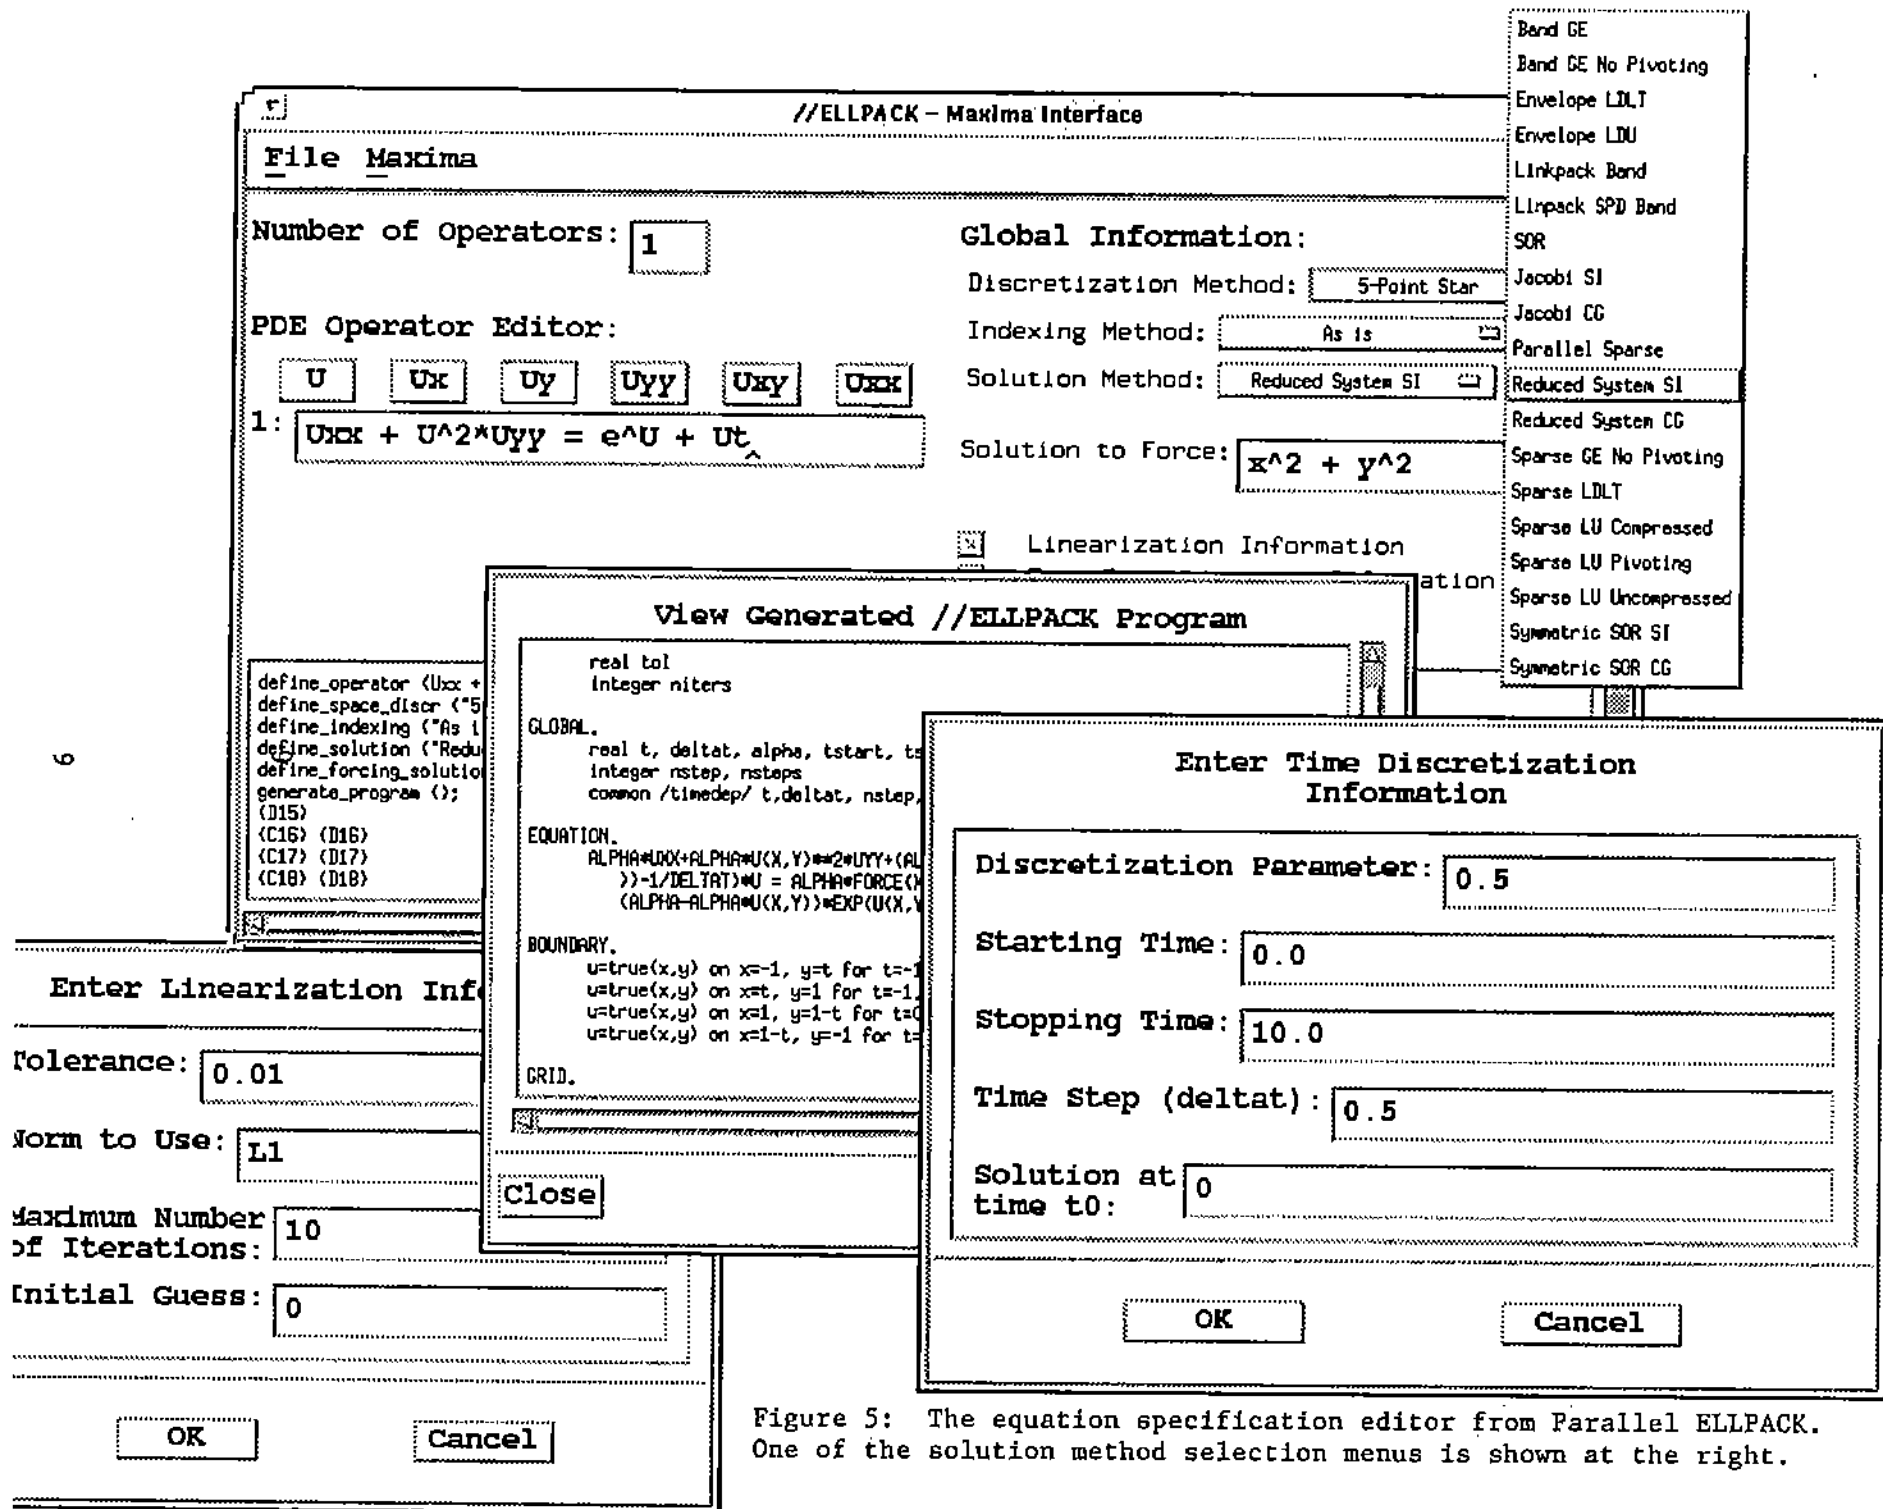 //ELLPACK – Maxima Interface
File Maxima
Number of Operators: 1
PDE Operator Editor:
U Ux Uy Uyy Uxy Uxx
1: Uxx + U^2*Uyy = e^U + Ut
Global Information:
Discretization Method: 5-Point Star
Indexing Method: As is
Solution Method: Reduced System SI
Solution to Force: x^2 + y^2
Linearization Information
ation
Band GE
Band GE No Pivoting
Envelope LDLT
Envelope LDU
Linkpack Band
Linpack SPD Band
SOR
Jacobi SI
Jacobi CG
Parallel Sparse
Reduced System SI
Reduced System CG
Sparse GE No Pivoting
Sparse LDLT
Sparse LU Compressed
Sparse LU Pivoting
Sparse LU Uncompressed
Symmetric SOR SI
Symmetric SOR CG
define_operator (Uxx +
define_space_discr ("5
define_indexing ("As i
define_solution ("Redu
define_forcing_solutio
generate_program ();
(D15)
(C16) (D16)
(C17) (D17)
(C18) (D18)
View Generated //ELLPACK Program
real tol
integer niters
GLOBAL.
real t, deltat, alpha, tstart, ts
integer nstep, nsteps
common /timedep/ t,deltat, nstep,
EQUATION.
ALPHA*UXX+ALPHA*U(X,Y)**2*UYY+(AL
))-1/DELTAT)*U = ALPHA*FORCE(X
(ALPHA-ALPHA*U(X,Y))*EXP(U(X,Y
BOUNDARY.
u=true(x,y) on x=-1, y=t for t=-1
u=true(x,y) on x=t, y=1 for t=-1
u=true(x,y) on x=1, y=1-t for t=0
u=true(x,y) on x=1-t, y=-1 for t=
GRID.
Close
Enter Time Discretization
Information
Discretization Parameter: 0.5
Starting Time: 0.0
Stopping Time: 10.0
Time Step (deltat): 0.5
Solution at
time t0: 0
OK Cancel
Enter Linearization Inf
Tolerance: 0.01
Norm to Use: L1
Maximum Number
of Iterations: 10
Initial Guess: 0
OK Cancel
9
Figure 5: The equation specification editor from Parallel ELLPACK.
One of the solution method selection menus is shown at the right.